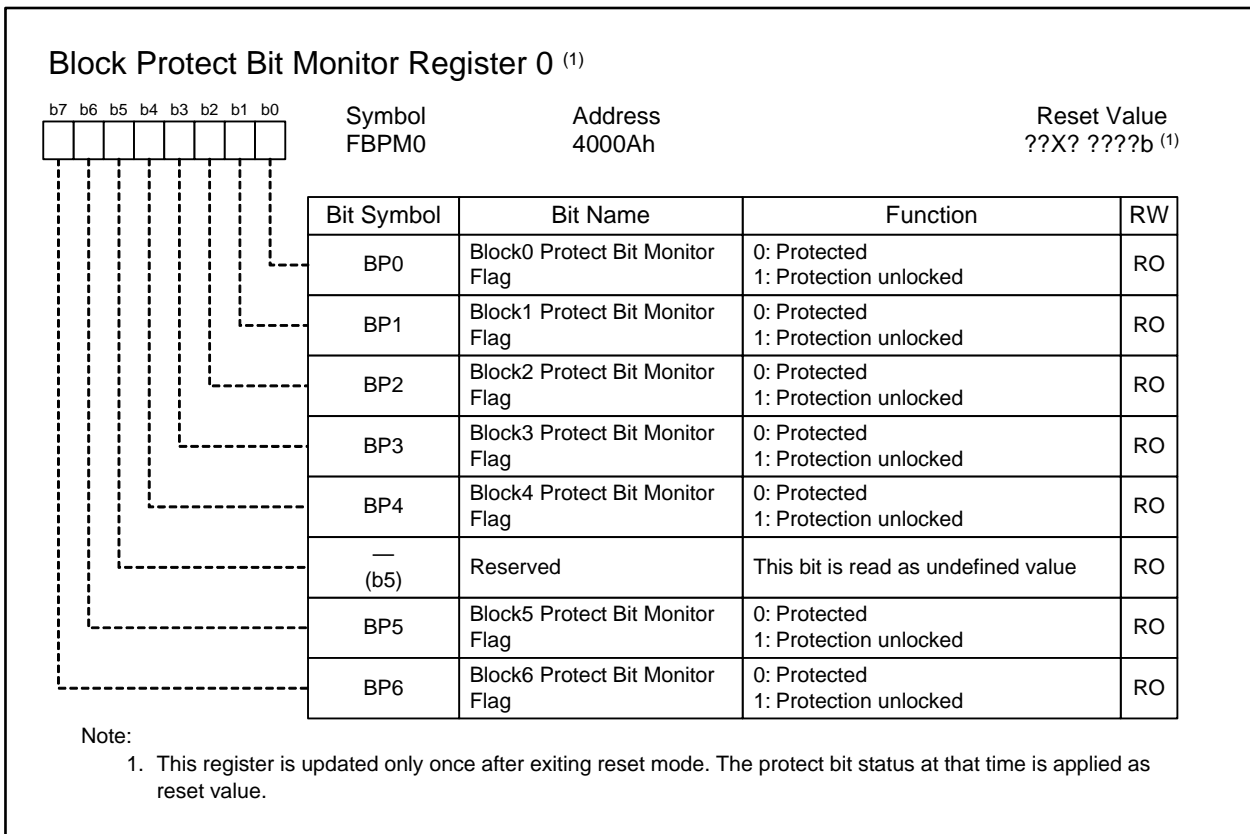 Block Protect Bit Monitor Register 0 (1)
b7 b6 b5 b4 b3 b2 b1 b0
Symbol Address Reset Value
FBPM0 4000Ah ??X? ????b (1)
Bit Symbol Bit Name Function RW
BP0 Block0 Protect Bit Monitor Flag 0: Protected 1: Protection unlocked RO
BP1 Block1 Protect Bit Monitor Flag 0: Protected 1: Protection unlocked RO
BP2 Block2 Protect Bit Monitor Flag 0: Protected 1: Protection unlocked RO
BP3 Block3 Protect Bit Monitor Flag 0: Protected 1: Protection unlocked RO
BP4 Block4 Protect Bit Monitor Flag 0: Protected 1: Protection unlocked RO
— (b5) Reserved This bit is read as undefined value RO
BP5 Block5 Protect Bit Monitor Flag 0: Protected 1: Protection unlocked RO
BP6 Block6 Protect Bit Monitor Flag 0: Protected 1: Protection unlocked RO
Note:
1. This register is updated only once after exiting reset mode. The protect bit status at that time is applied as
reset value.